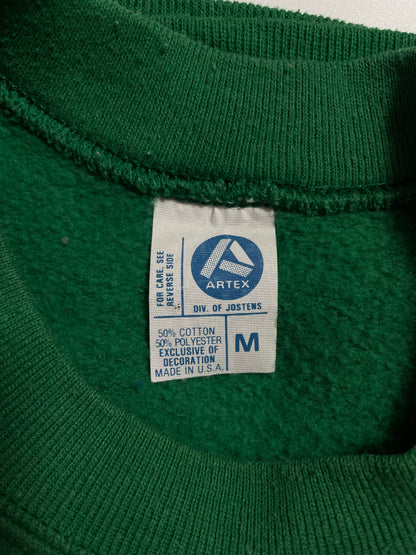 FOR CARE, SEE
REVERSE SIDE
ARTEX
DIV. OF JOSTENS
50% COTTON
50% POLYESTER
EXCLUSIVE OF
DECORATION
MADE IN U.S.A.
M